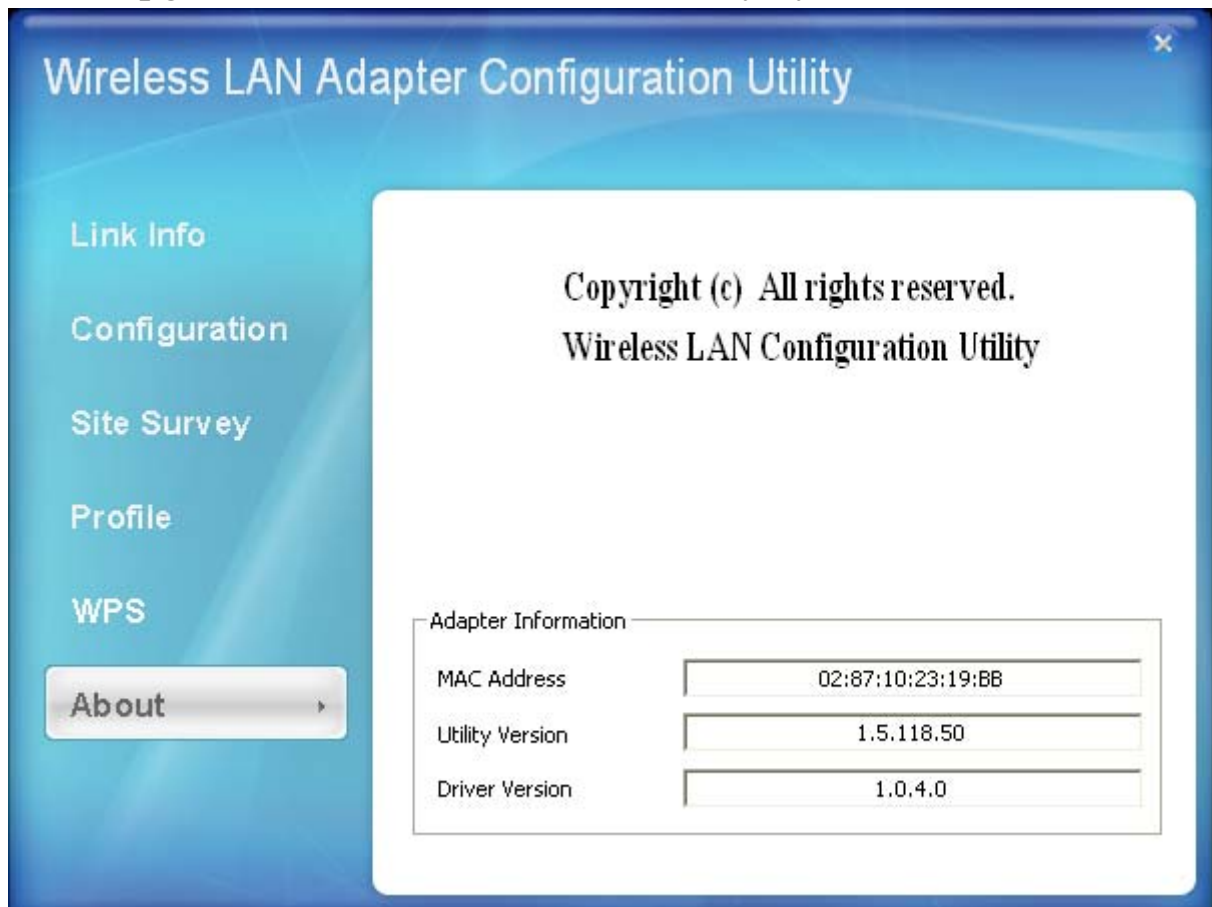 Wireless LAN Adapter Configuration Utility
Link Info
Configuration
Site Survey
Profile
WPS
About
Copyright (c) All rights reserved.
Wireless LAN Configuration Utility
Adapter Information
MAC Address 02:87:10:23:19:BB
Utility Version 1.5.118.50
Driver Version 1.0.4.0